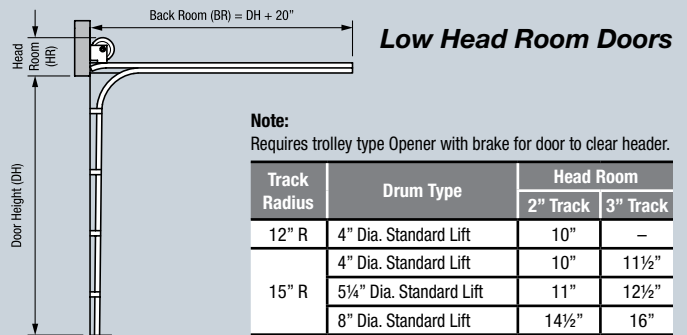 Back Room (BR) = DH + 20”
Low Head Room Doors
Head
Room
(HR)
Door Height (DH)
Note:
Requires trolley type Opener with brake for door to clear header.
Track
Radius
Drum Type
Head Room
2” Track
3” Track
12” R
4” Dia. Standard Lift
10”
–
15” R
4” Dia. Standard Lift
10”
11½”
5¼” Dia. Standard Lift
11”
12½”
8” Dia. Standard Lift
14½”
16”